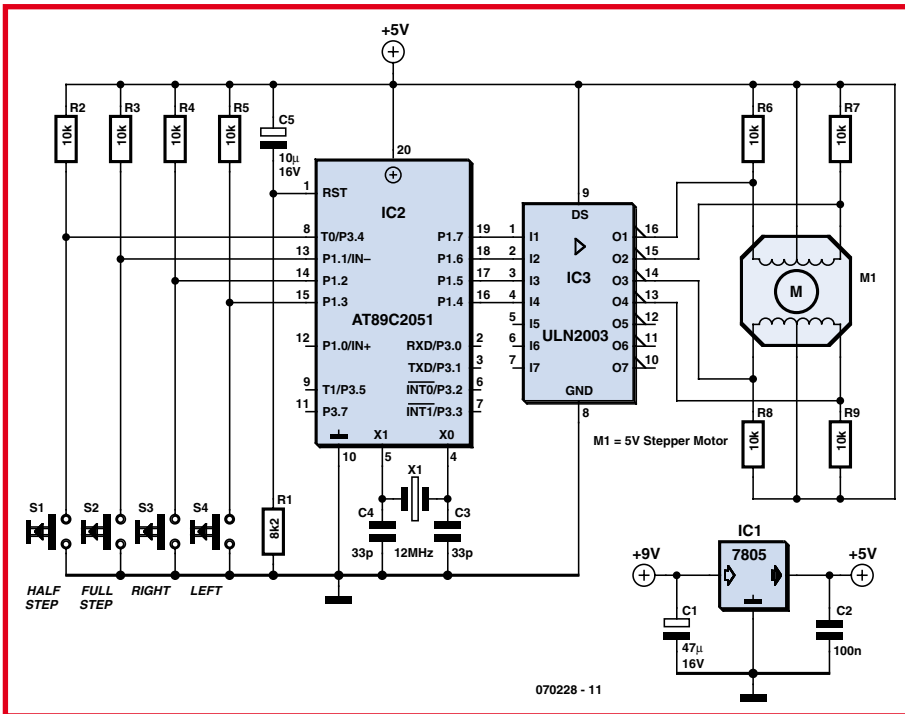 +5V
R2
R3
R4
R5
R6
R7
10k
10k
10k
10k
10k
10k
C5
10µ
16V
20
1
RST
IC2
9
DS
8
T0/P3.4
P1.7
19
1
I1
O1
16
13
P1.1/IN–
P1.6
18
2
I2
O2
15
14
P1.2
P1.5
17
3
I3
IC3
O3
14
15
P1.3
P1.4
16
4
I4
O4
13
M
M1
AT89C2051
5
I5
O5
12
12
P1.0/IN+
RXD/P3.0
2
6
I6
ULN2003
O6
11
TXD/P3.1
3
7
I7
O7
10
9
T1/P3.5
INT0/P3.2
6
11
P3.7
INT1/P3.3
7
GND
8
X1
X0
10
5
4
M1 = 5V Stepper Motor
R8
R9
10k
10k
X1
C4
C3
33p
12MHz
33p
R1
8k2
S1
S2
S3
S4
HALF
STEP
FULL
STEP
RIGHT
LEFT
IC1
7805
+9V
+5V
C1
47µ
16V
C2
100n
070228 - 11